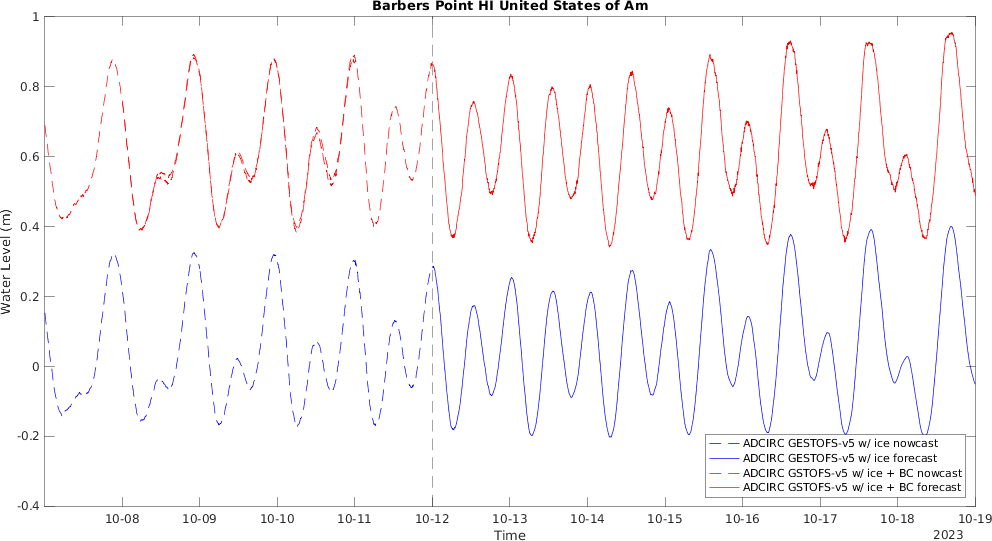 Barbers Point HI United States of Am
Water Level (m)
1
0.8
0.6
0.4
0.2
0
-0.2
-0.4
ADCIRC GESTOFS-v5 w/ ice nowcast
ADCIRC GESTOFS-v5 w/ ice forecast
ADCIRC GSTOFS-v5 w/ ice + BC nowcast
ADCIRC GSTOFS-v5 w/ ice + BC forecast
10-08 10-09 10-10 10-11 10-12 10-13 10-14 10-15 10-16 10-17 10-18 10-19
Time
2023